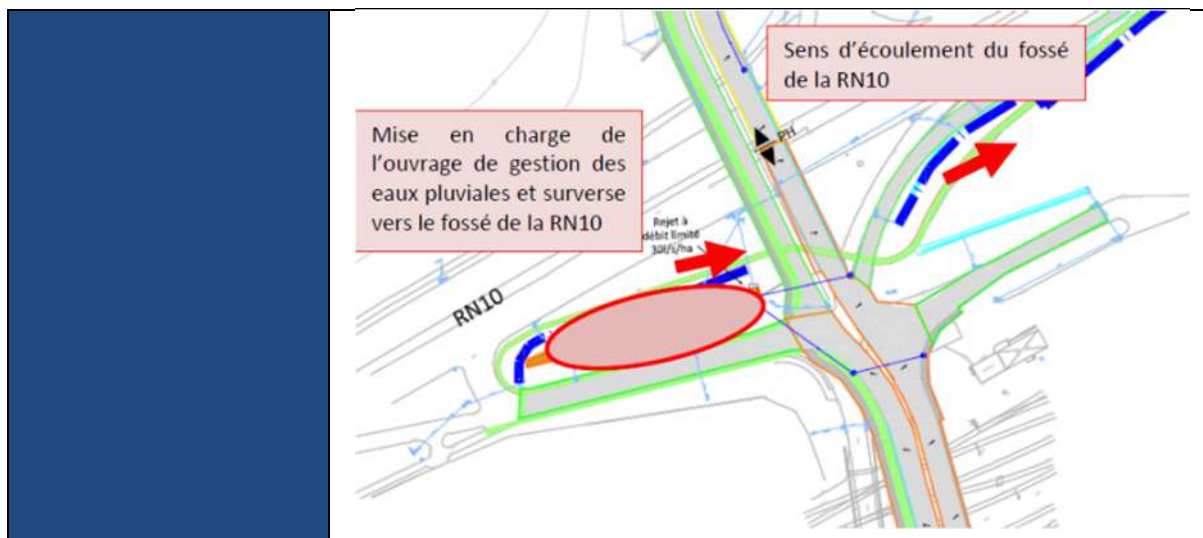 Sens d'écoulement du fossé
de la RN10
Mise en charge de
l'ouvrage de gestion des
eaux pluviales et surverse
vers le fossé de la RN10
PH
Rejet à
débit limité
RN10